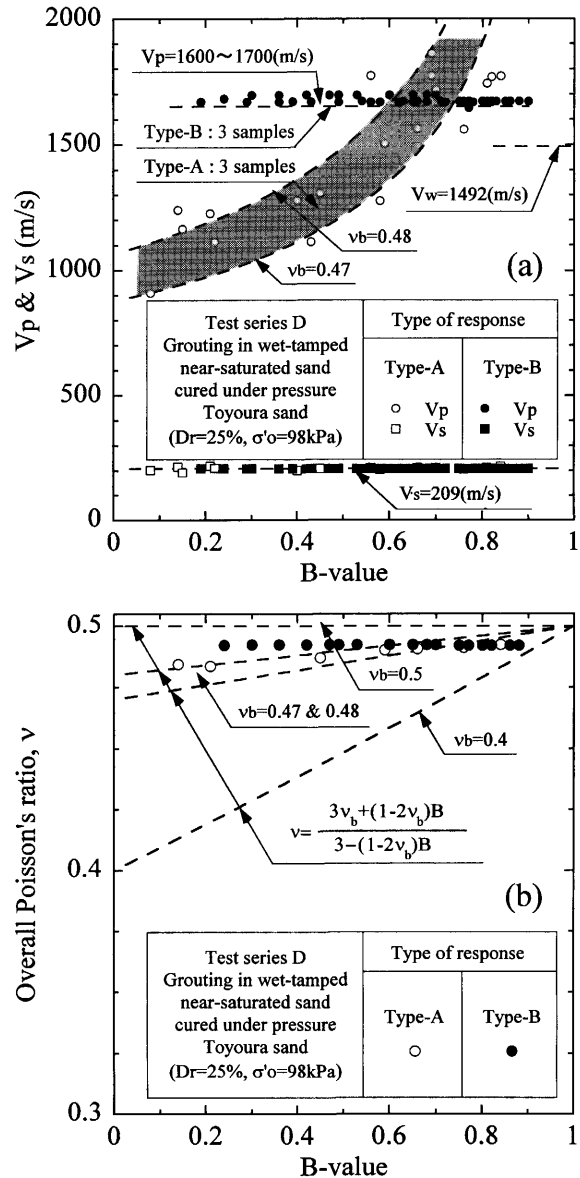 2000
1500
1000
500
0
Vp & Vs (m/s)
Vp=1600～1700(m/s)
Type-B : 3 samples
Type-A : 3 samples
Vw=1492(m/s)
νb=0.48
νb=0.47
(a)
Test series D
Grouting in wet-tamped
near-saturated sand
cured under pressure
Toyoura sand
(Dr=25%, σ'o=98kPa)
Type of response
Type-A
Type-B
Vp
Vs
Vp
Vs
Vs=209(m/s)
0 0.2 0.4 0.6 0.8 1
B-value
0.5
0.4
0.3
Overall Poisson's ratio, ν
νb=0.5
νb=0.47 & 0.48
νb=0.4
3ν_b+(1-2ν_b)B
ν=
3−(1-2ν_b)B
(b)
Test series D
Grouting in wet-tamped
near-saturated sand
cured under pressure
Toyoura sand
(Dr=25%, σ'o=98kPa)
Type of response
Type-A
Type-B
0 0.2 0.4 0.6 0.8 1
B-value